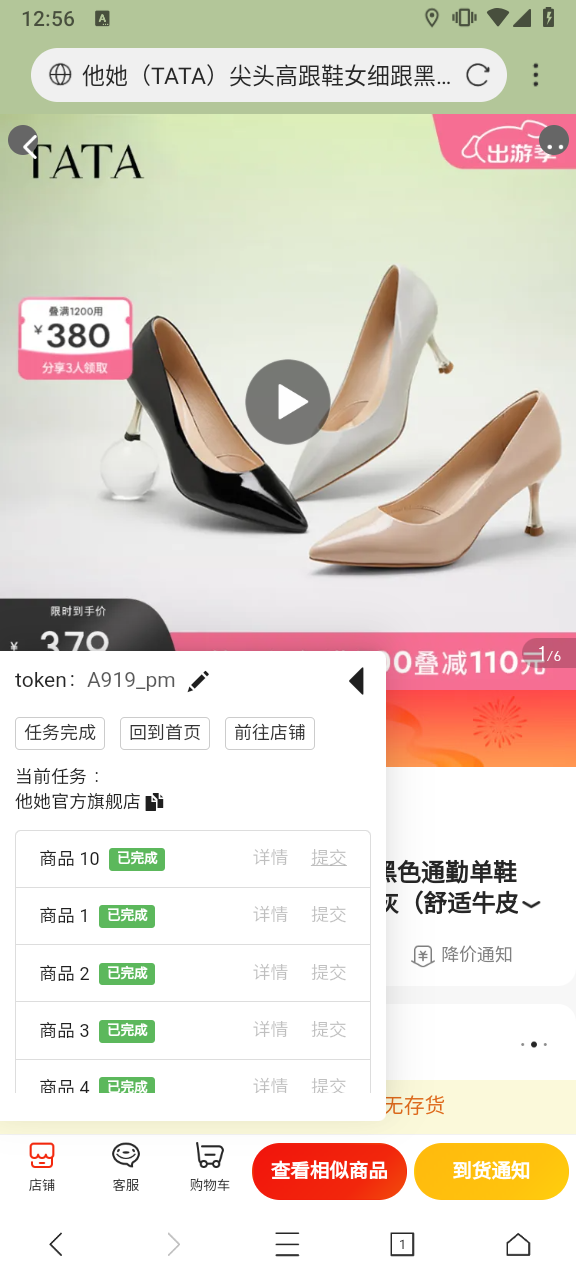 12:56
A
他她（TATA）尖头高跟鞋女细跟黑...
TATA
出游季
叠满1200用
￥380
分享3人领取
限时到手价
￥379
00叠减110元
1/6
token： A919_pm
任务完成 回到首页 前往店铺
当前任务：
他她官方旗舰店
商品 10 已完成 详情 提交
商品 1 已完成 详情 提交
商品 2 已完成 详情 提交
商品 3 已完成 详情 提交
商品 4 已完成 详情 提交
黑色通勤单鞋
灰（舒适牛皮
降价通知
无存货
店铺 客服 购物车 查看相似商品 到货通知
1